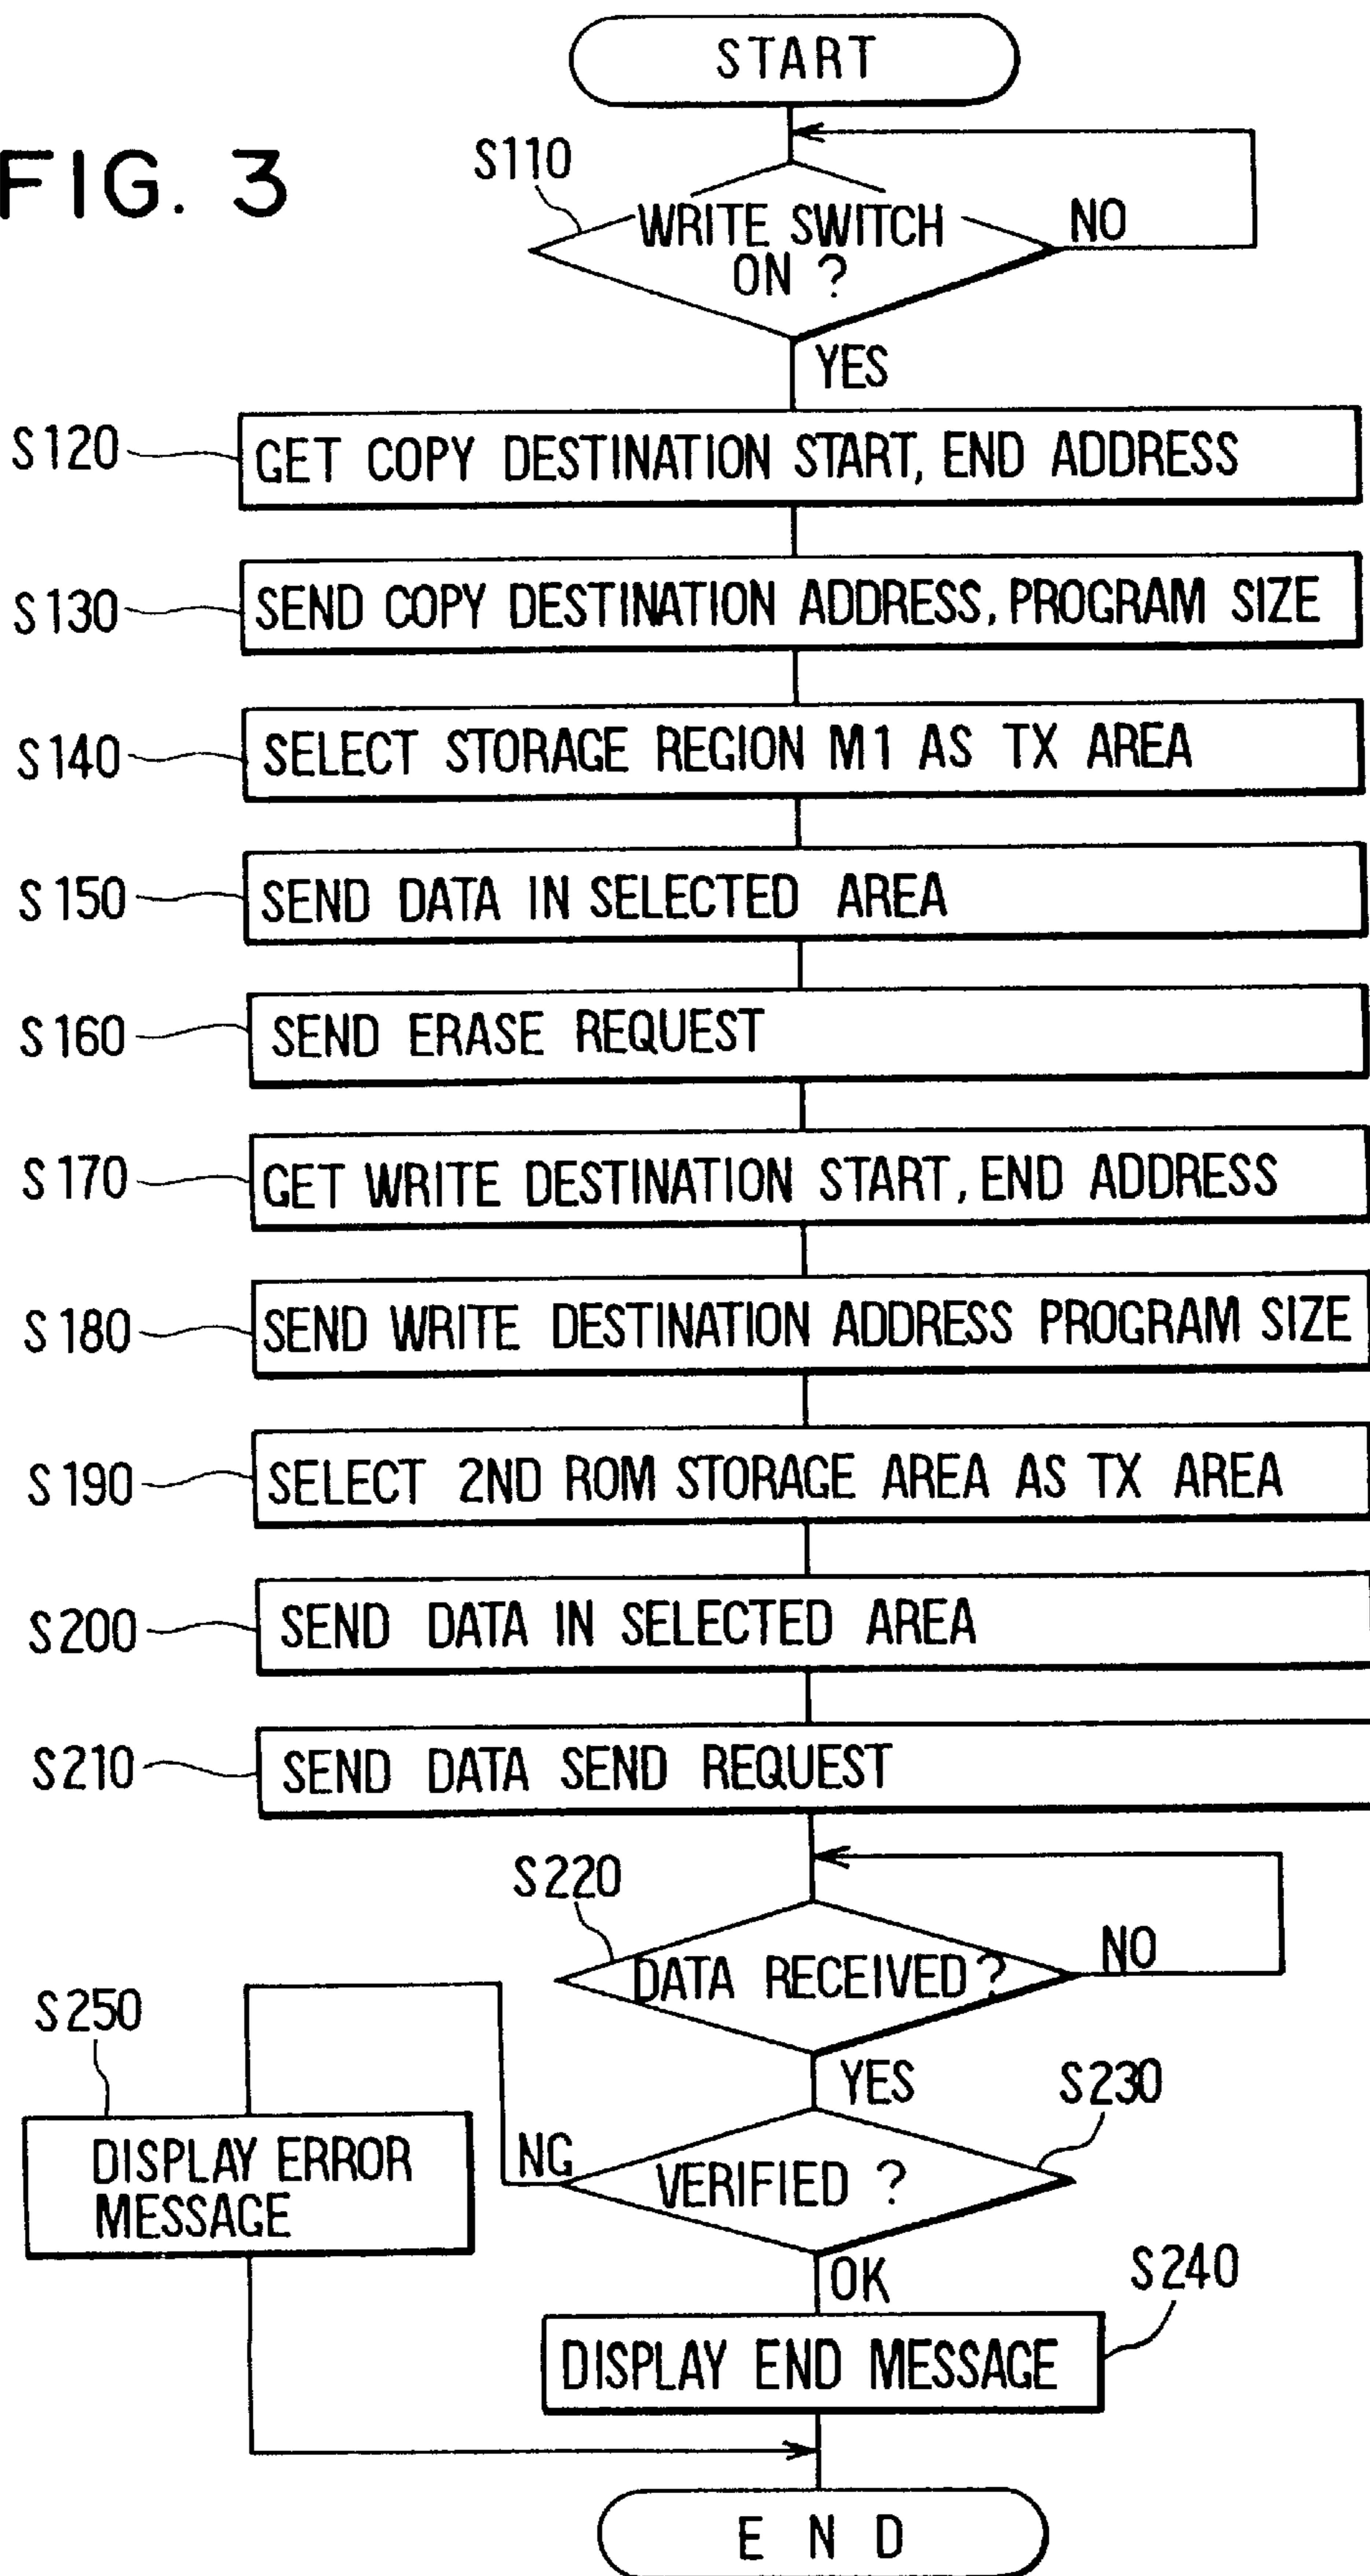 START
FIG. 3
S110
WRITE SWITCH
ON ?
NO
YES
S120
GET COPY DESTINATION START, END ADDRESS
S130
SEND COPY DESTINATION ADDRESS, PROGRAM SIZE
S140
SELECT STORAGE REGION M1 AS TX AREA
S150
SEND DATA IN SELECTED AREA
S160
SEND ERASE REQUEST
S170
GET WRITE DESTINATION START, END ADDRESS
S180
SEND WRITE DESTINATION ADDRESS PROGRAM SIZE
S190
SELECT 2ND ROM STORAGE AREA AS TX AREA
S200
SEND DATA IN SELECTED AREA
S210
SEND DATA SEND REQUEST
S220
DATA RECEIVED ?
NO
YES
S250
DISPLAY ERROR
MESSAGE
S230
NG
VERIFIED ?
OK
S240
DISPLAY END MESSAGE
E N D